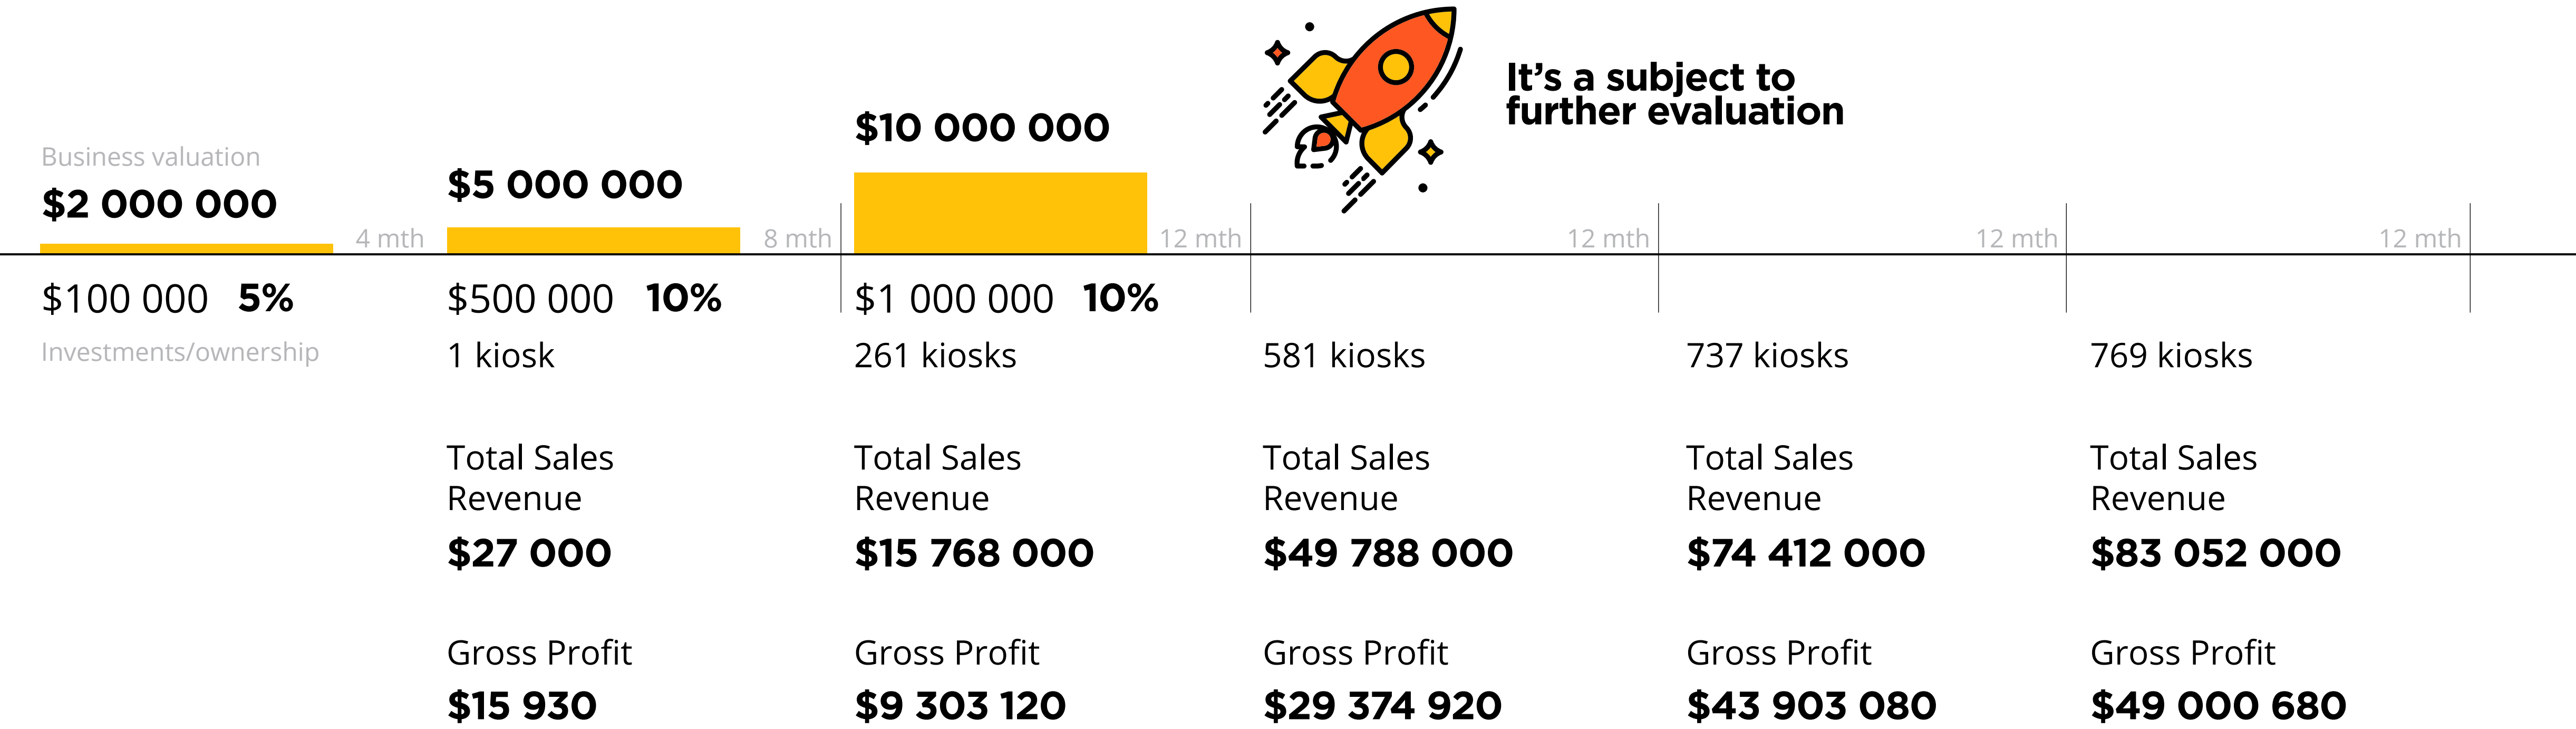 It's a subject to
further evaluation
$10 000 000
Business valuation
$5 000 000
$2 000 000
4 mth
8 mth
12 mth
12 mth
12 mth
12 mth
$100 000 5%
$500 000 10%
$1 000 000 10%
Investments/ownership
1 kiosk
261 kiosks
581 kiosks
737 kiosks
769 kiosks
Total Sales
Revenue
$27 000
Total Sales
Revenue
$15 768 000
Total Sales
Revenue
$49 788 000
Total Sales
Revenue
$74 412 000
Total Sales
Revenue
$83 052 000
Gross Profit
$15 930
Gross Profit
$9 303 120
Gross Profit
$29 374 920
Gross Profit
$43 903 080
Gross Profit
$49 000 680